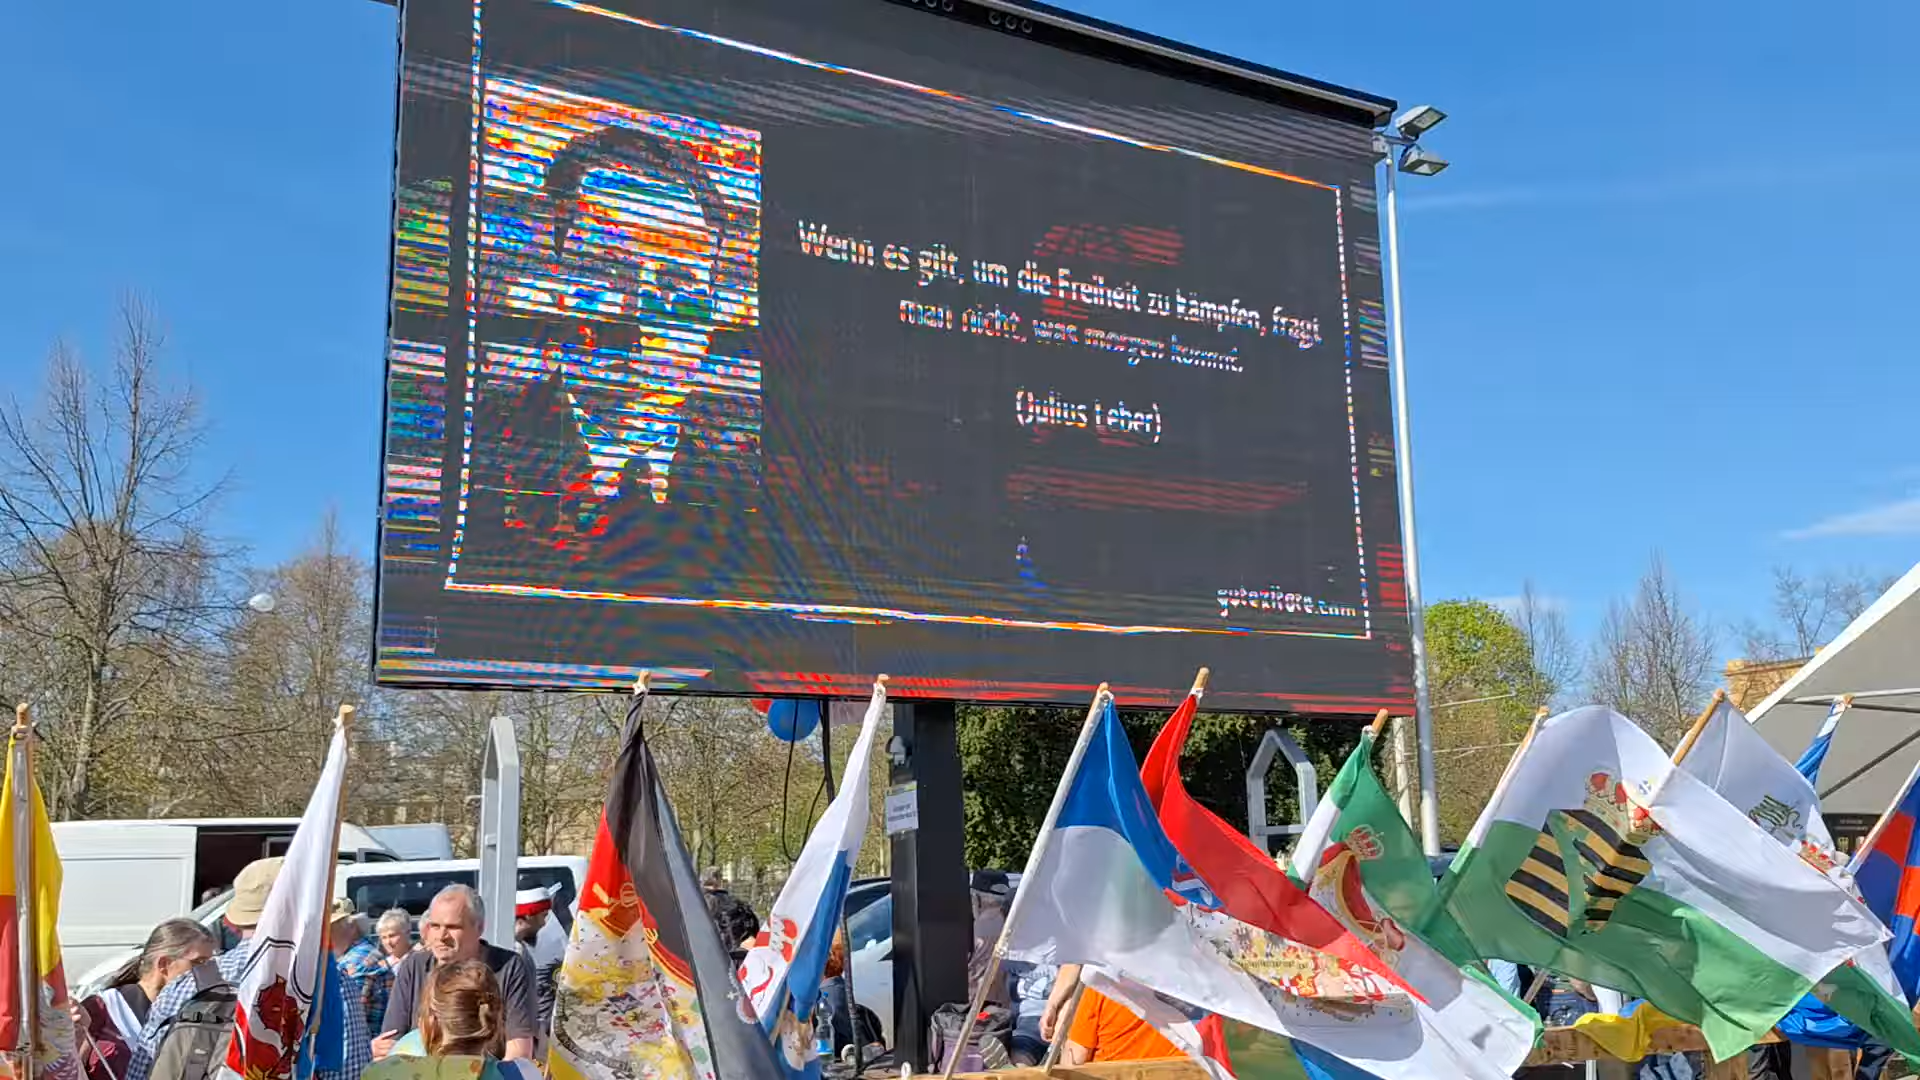 Wenn es gilt, um die Freiheit zu kämpfen, fragt
man nicht, was morgen kommt.
(Julius Leber)
gutezitate.com